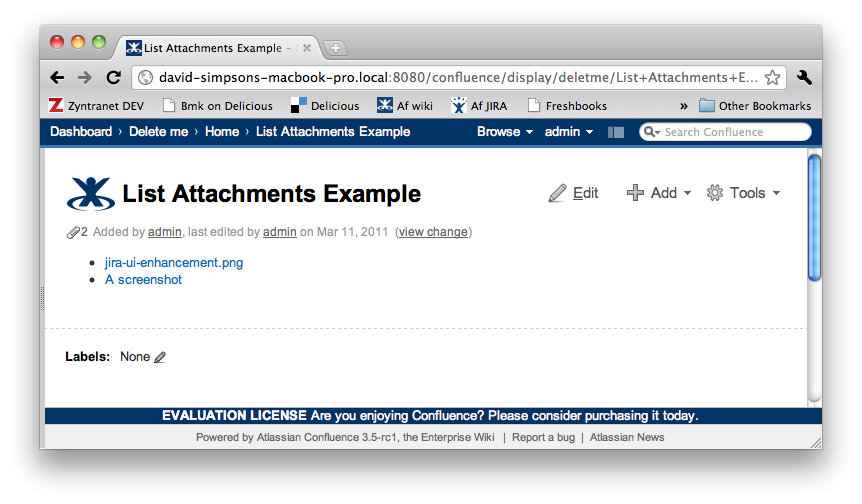 List Attachments Example –
david-simpsons-macbook-pro.local:8080/confluence/display/deletme/List+Attachments+E...
Zyntranet DEV Bmk on Delicious Delicious Af wiki Af JIRA Freshbooks » Other Bookmarks
Dashboard › Delete me › Home › List Attachments Example Browse admin Search Confluence
List Attachments Example Edit Add Tools
2 Added by admin, last edited by admin on Mar 11, 2011 (view change)
• jira-ui-enhancement.png
• A screenshot
Labels: None
EVALUATION LICENSE Are you enjoying Confluence? Please consider purchasing it today.
Powered by Atlassian Confluence 3.5-rc1, the Enterprise Wiki | Report a bug | Atlassian News